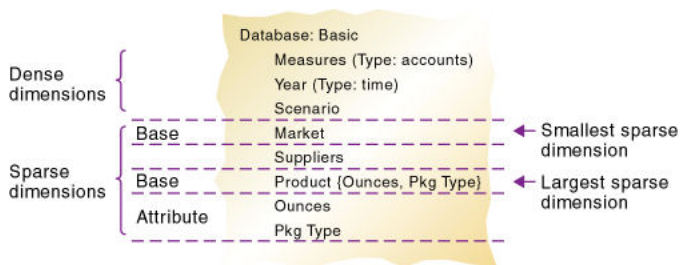 Database: Basic
Measures (Type: accounts)
Year (Type: time)
Scenario
Dense
dimensions
Base
Market
Smallest sparse
dimension
Suppliers
Sparse
dimensions
Base
Product {Ounces, Pkg Type}
Largest sparse
dimension
Attribute
Ounces
Pkg Type